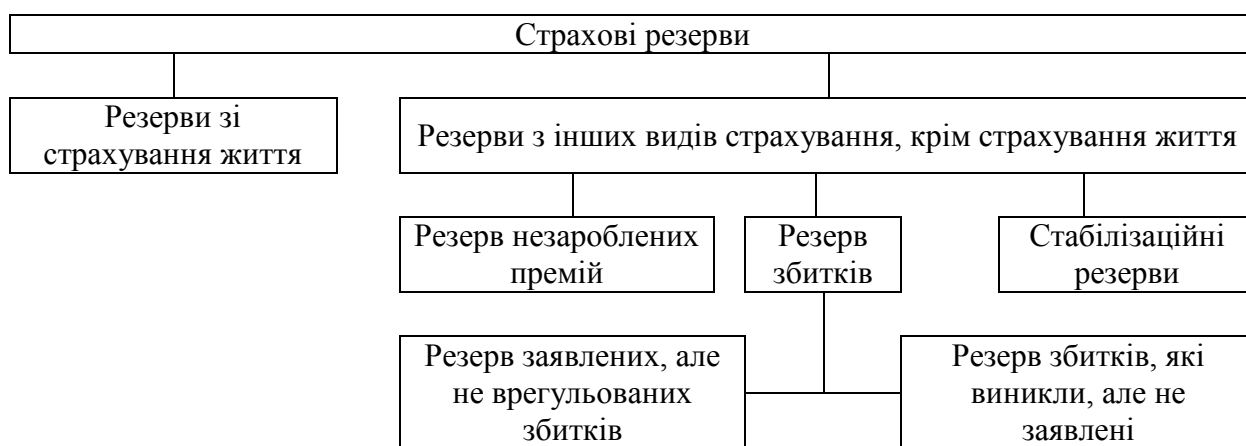 Страхові резерви
Резерви зі
страхування життя
Резерви з інших видів страхування, крім страхування життя
Резерв незароблених
премій
Резерв
збитків
Стабілізаційні
резерви
Резерв заявлених, але
не врегульованих
збитків
Резерв збитків, які
виникли, але не
заявлені